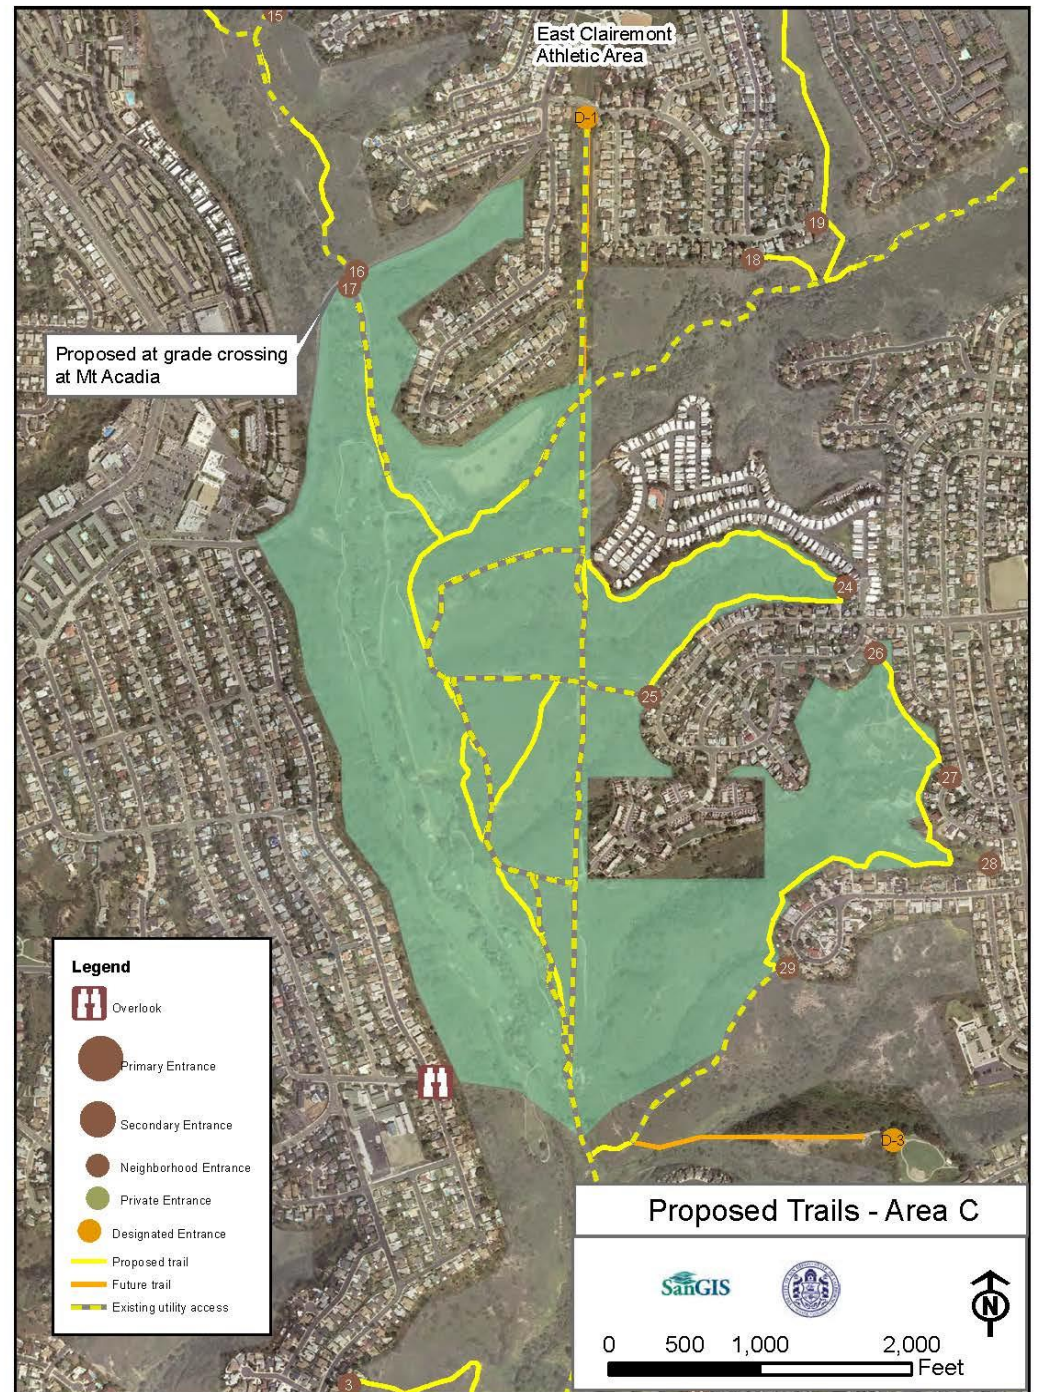 15
East Clairemont
Athletic Area
D-1
19
18
16
17
Proposed at grade crossing
at Mt Acadia
24
26
25
27
28
29
Legend
Overlook
Primary Entrance
Secondary Entrance
Neighborhood Entrance
Private Entrance
Designated Entrance
Proposed trail
Future trail
Existing utility access
D-3
Proposed Trails - Area C
SanGIS
N
0 500 1,000 2,000
Feet
3